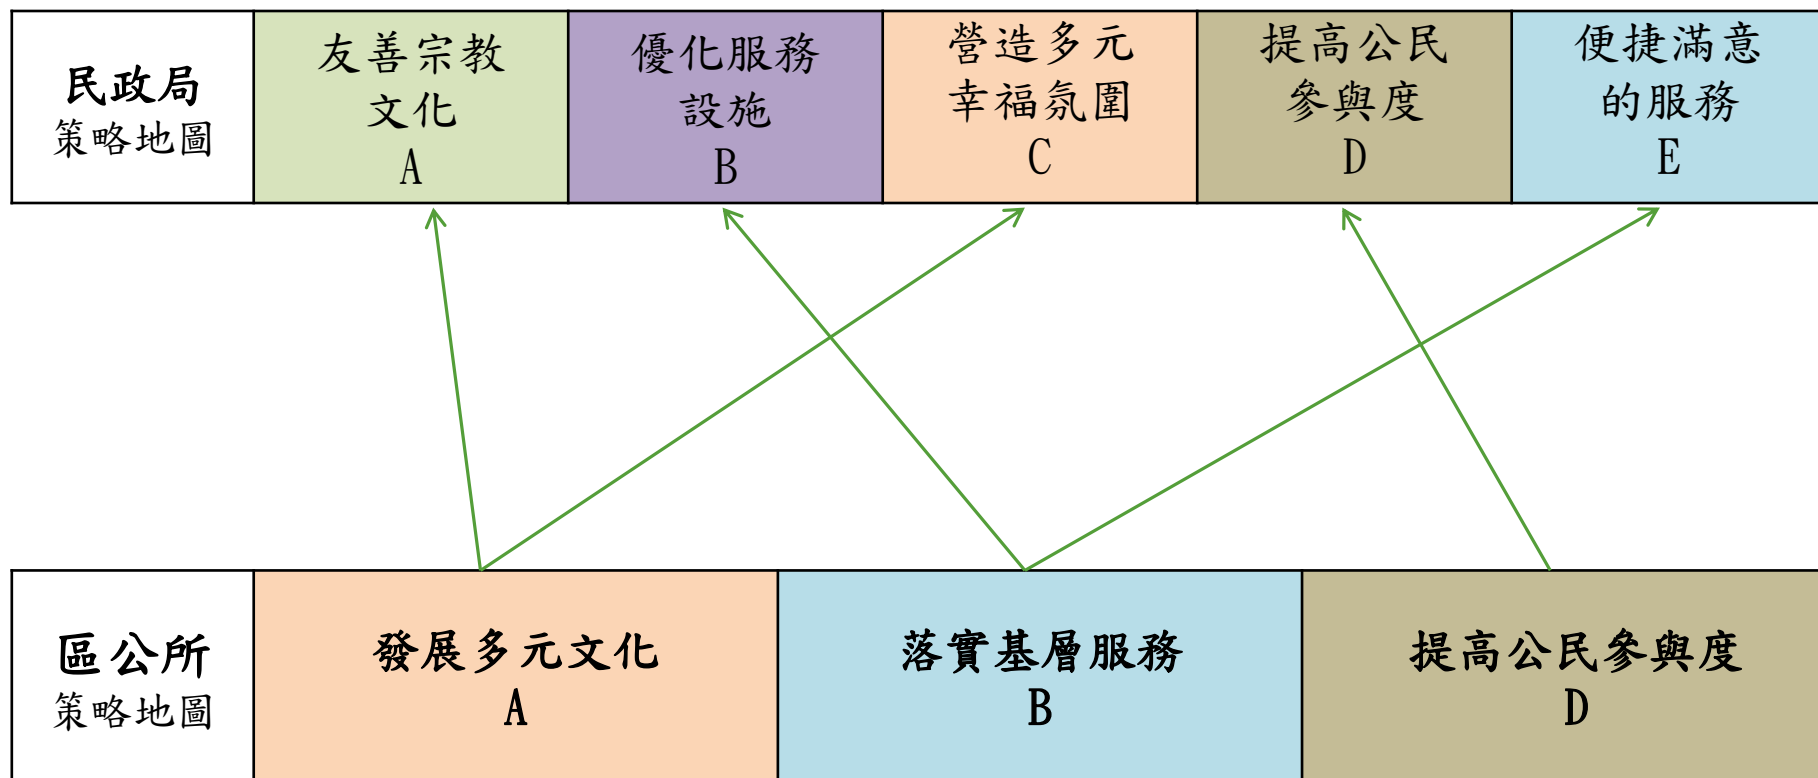 民政局
策略地圖
友善宗教
文化
A
優化服務
設施
B
營造多元
幸福氛圍
C
提高公民
參與度
D
便捷滿意
的服務
E
區公所
策略地圖
發展多元文化
A
落實基層服務
B
提高公民參與度
D